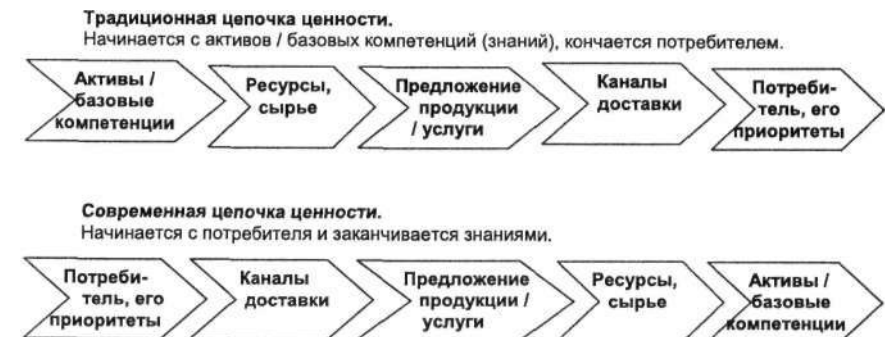 Традиционная цепочка ценности.
Начинается с активов / базовых компетенций (знаний), кончается потребителем.
Активы /
базовые
компетенции
Ресурсы,
сырье
Предложение
продукции
/ услуги
Каналы
доставки
Потреби-
тель, его
приоритеты
Современная цепочка ценности.
Начинается с потребителя и заканчивается знаниями.
Потреби-
тель, его
приоритеты
Каналы
доставки
Предложение
продукции /
услуги
Ресурсы,
сырье
Активы /
базовые
компетенции